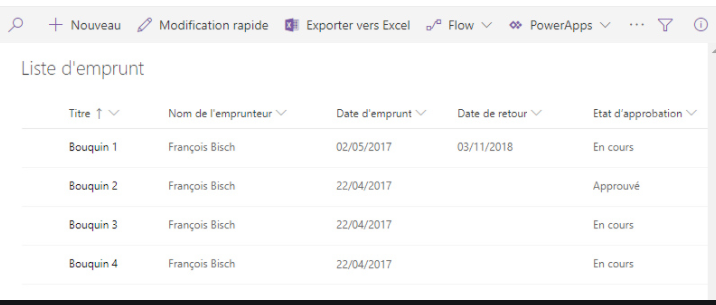 Nouveau Modification rapide Exporter vers Excel Flow PowerApps ...
Liste d'emprunt
Titre ↑ Nom de l'emprunteur Date d'emprunt Date de retour Etat d'approbation
Bouquin 1 François Bisch 02/05/2017 03/11/2018 En cours
Bouquin 2 François Bisch 22/04/2017 Approuvé
Bouquin 3 François Bisch 22/04/2017 En cours
Bouquin 4 François Bisch 22/04/2017 En cours